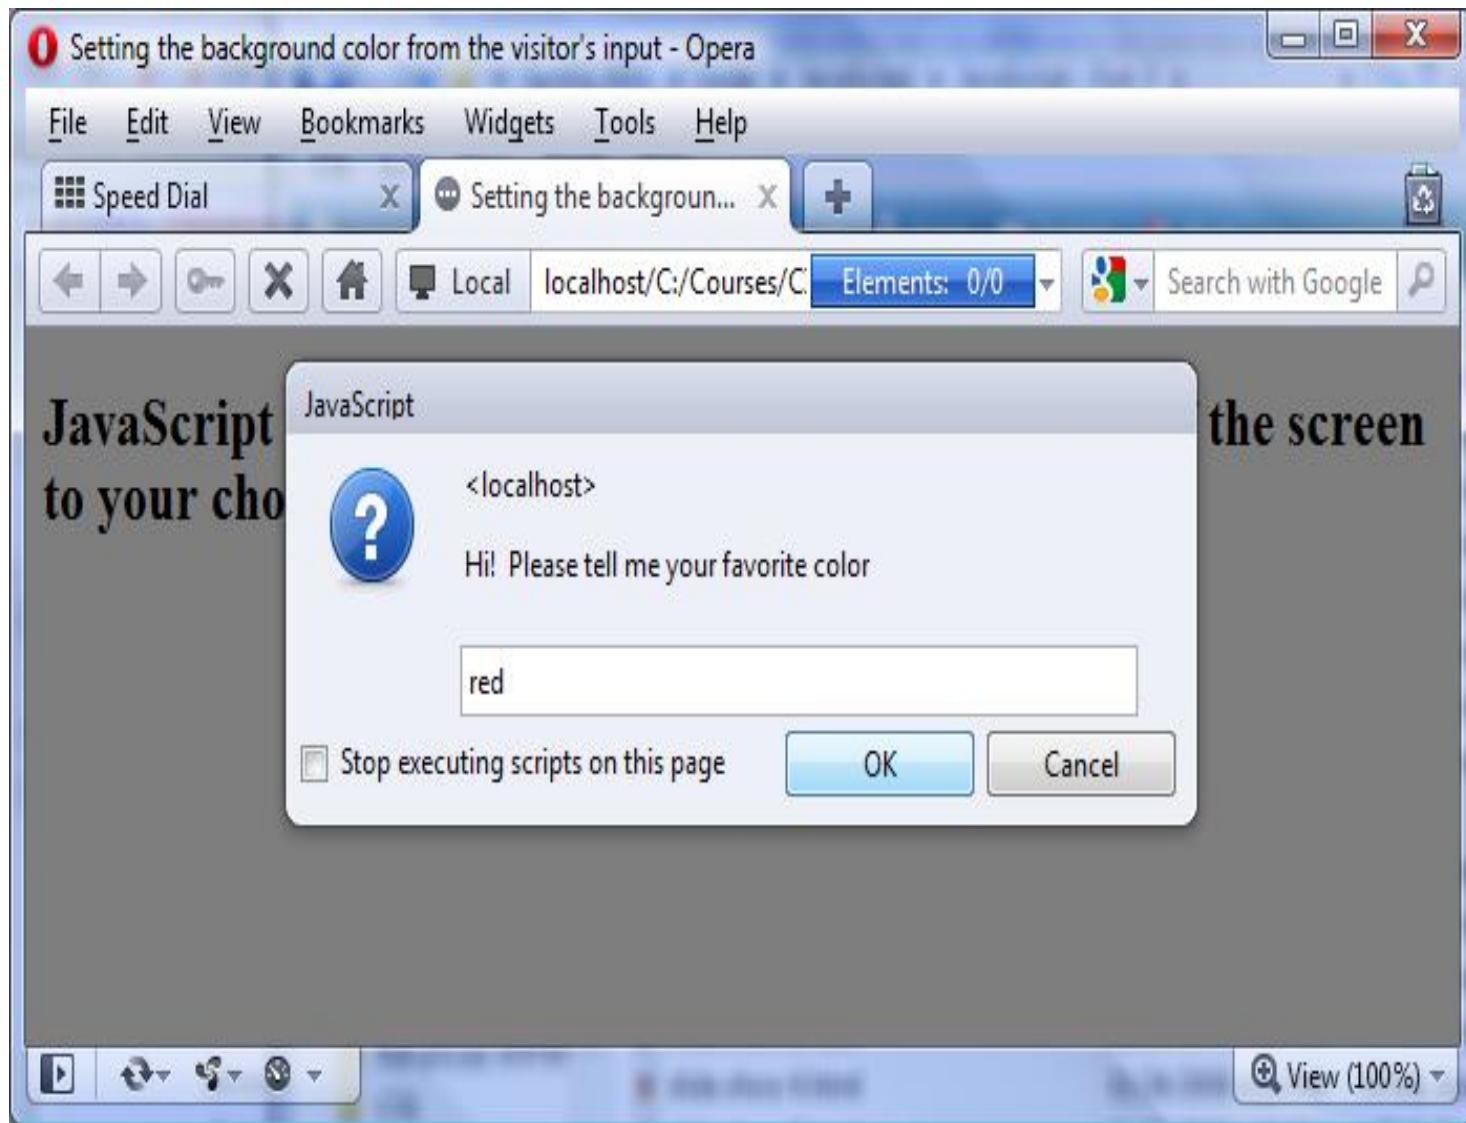 Setting the background color from the visitor's input - Opera
File Edit View Bookmarks Widgets Tools Help
Speed Dial
Setting the backgroun...
Local localhost/C:/Courses/C: Elements: 0/0 Search with Google
JavaScript
JavaScript the screen
to your cho
<localhost>
Hi! Please tell me your favorite color
red
Stop executing scripts on this page OK Cancel
View (100%)